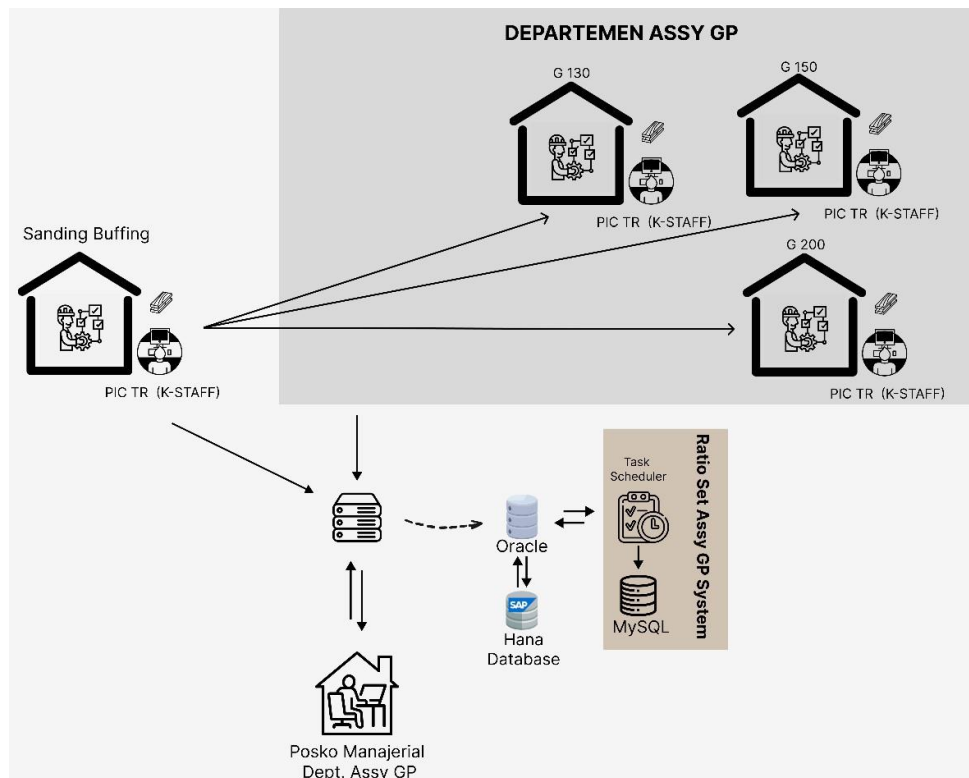 DEPARTEMEN ASSY GP
G 130
G 150
PIC TR (K-STAFF)
PIC TR (K-STAFF)
Sanding Buffing
G 200
PIC TR (K-STAFF)
PIC TR (K-STAFF)
Task
Scheduler
Ratio Set Assy GP System
Oracle
SAP
Hana
Database
MySQL
Posko Manajerial
Dept. Assy GP